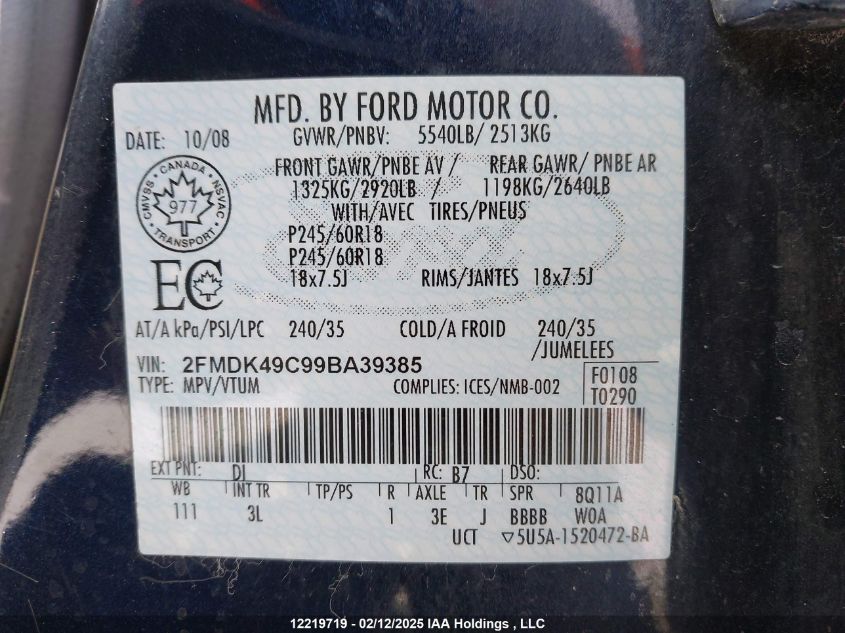 MFD. BY FORD MOTOR CO.
DATE: 10/08 GVWR/PNBV: 5540LB/ 2513KG
FRONT GAWR/PNBE AV / REAR GAWR/ PNBE AR
1325KG/2920LB / 1198KG/2640LB
WITH/AVEC TIRES/PNEUS
CANADA
CMVSS NSVAC
977
TRANSPORT
P245/60R18
P245/60R18
18x7.5J RIMS/JANTES 18x7.5J
EC
AT/A kPa/PSI/LPC 240/35 COLD/A FROID 240/35
/JUMELEES
VIN: 2FMDK49C99BA39385
TYPE: MPV/VTUM COMPLIES: ICES/NMB-002
F0108
T0290
EXT PNT: DI RC: B7 DSO:
WB INT TR TP/PS R AXLE TR SPR 8Q11A
111 3L 1 3E J BBBB WOA
UCT 5U5A-1520472-BA
12219719 - 02/12/2025 IAA Holdings , LLC